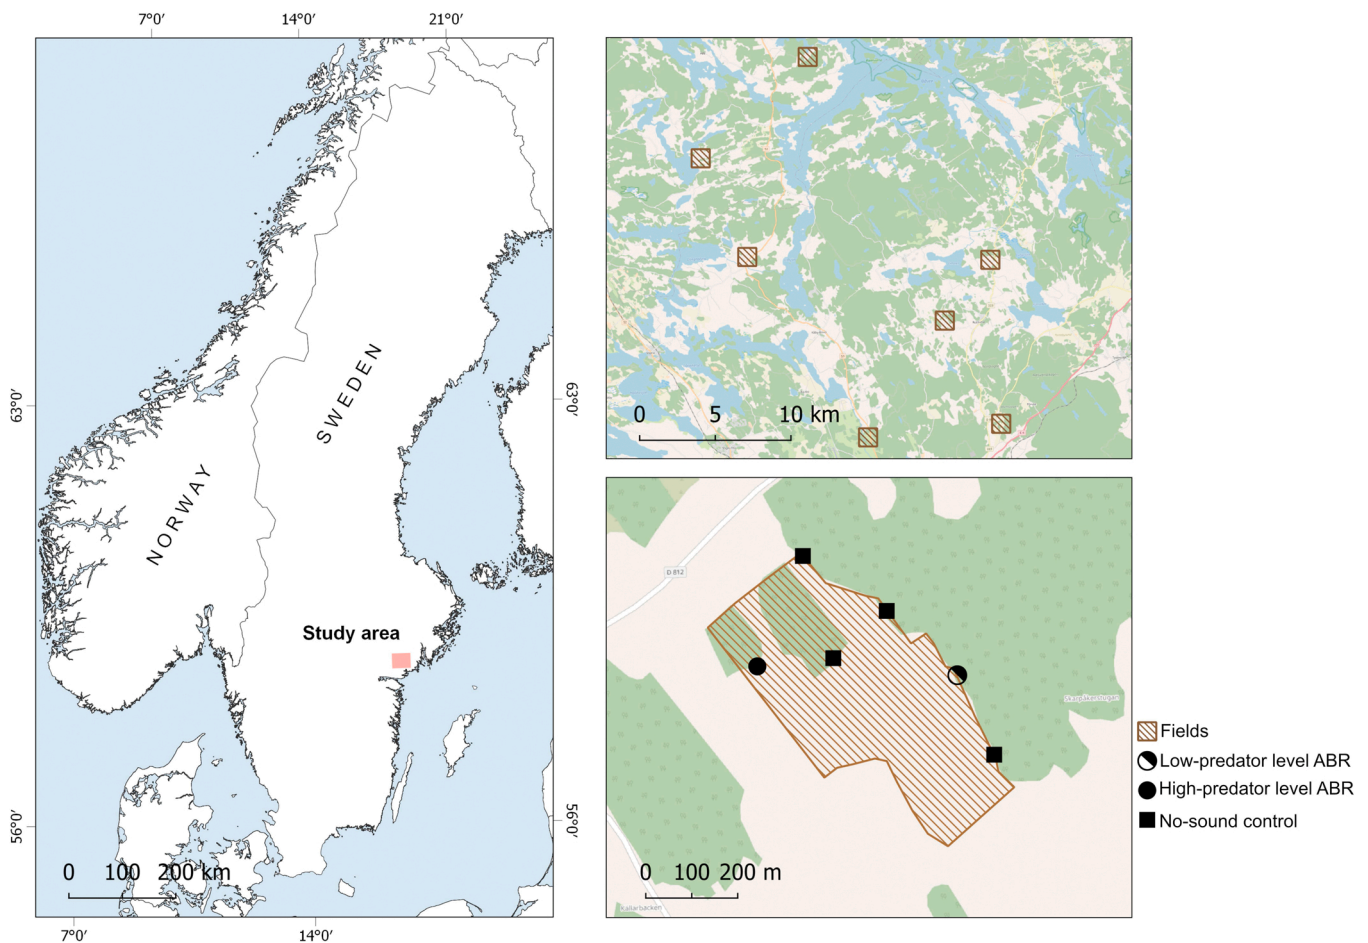 7°0′ 14°0′ 21°0′
63°0′
63°0′
SWEDEN
NORWAY
Study area
56°0′
56°0′
0 100 200 km
7°0′ 14°0′
0 5 10 km
D 812
Skarpåkersstugan
Källarbacken
0 100 200 m
Fields
Low-predator level ABR
High-predator level ABR
No-sound control